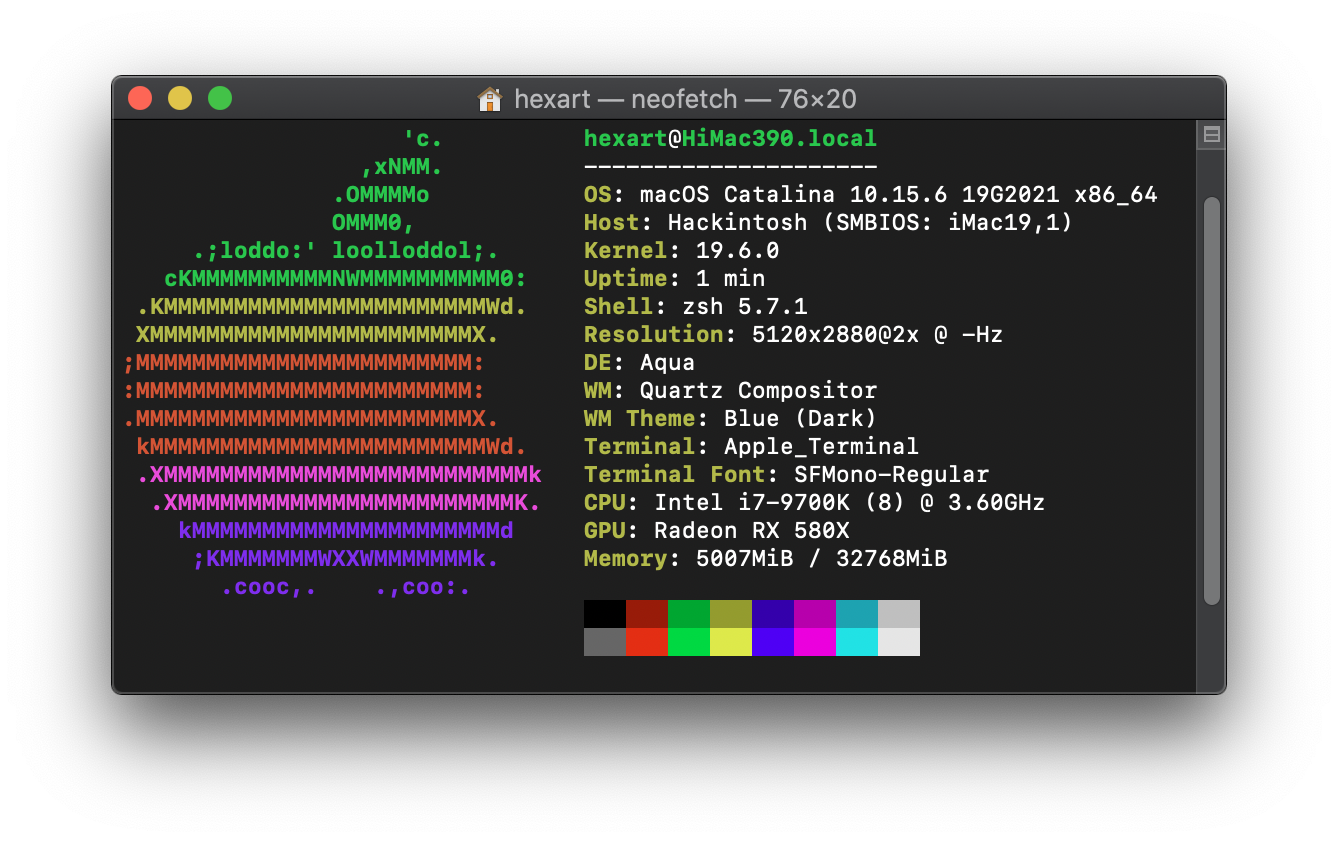 hexart — neofetch — 76×20
                    'c.          hexart@HiMac390.local
                 ,xNMM.          ---------------------
               .OMMMMo           OS: macOS Catalina 10.15.6 19G2021 x86_64
               OMMM0,            Host: Hackintosh (SMBIOS: iMac19,1)
     .;loddo:' loolloddol;.      Kernel: 19.6.0
   cKMMMMMMMMMMNWMMMMMMMMMM0:    Uptime: 1 min
 .KMMMMMMMMMMMMMMMMMMMMMMMWd.    Shell: zsh 5.7.1
 XMMMMMMMMMMMMMMMMMMMMMMMX.      Resolution: 5120x2880@2x @ -Hz
;MMMMMMMMMMMMMMMMMMMMMMMM:       DE: Aqua
:MMMMMMMMMMMMMMMMMMMMMMMM:       WM: Quartz Compositor
.MMMMMMMMMMMMMMMMMMMMMMMMX.      WM Theme: Blue (Dark)
 kMMMMMMMMMMMMMMMMMMMMMMMMWd.    Terminal: Apple_Terminal
 .XMMMMMMMMMMMMMMMMMMMMMMMMMMk   Terminal Font: SFMono-Regular
  .XMMMMMMMMMMMMMMMMMMMMMMMMK.   CPU: Intel i7-9700K (8) @ 3.60GHz
    kMMMMMMMMMMMMMMMMMMMMMMd     GPU: Radeon RX 580X
     ;KMMMMMMMWXXWMMMMMMMk.      Memory: 5007MiB / 32768MiB
       .cooc,.    .,coo:.